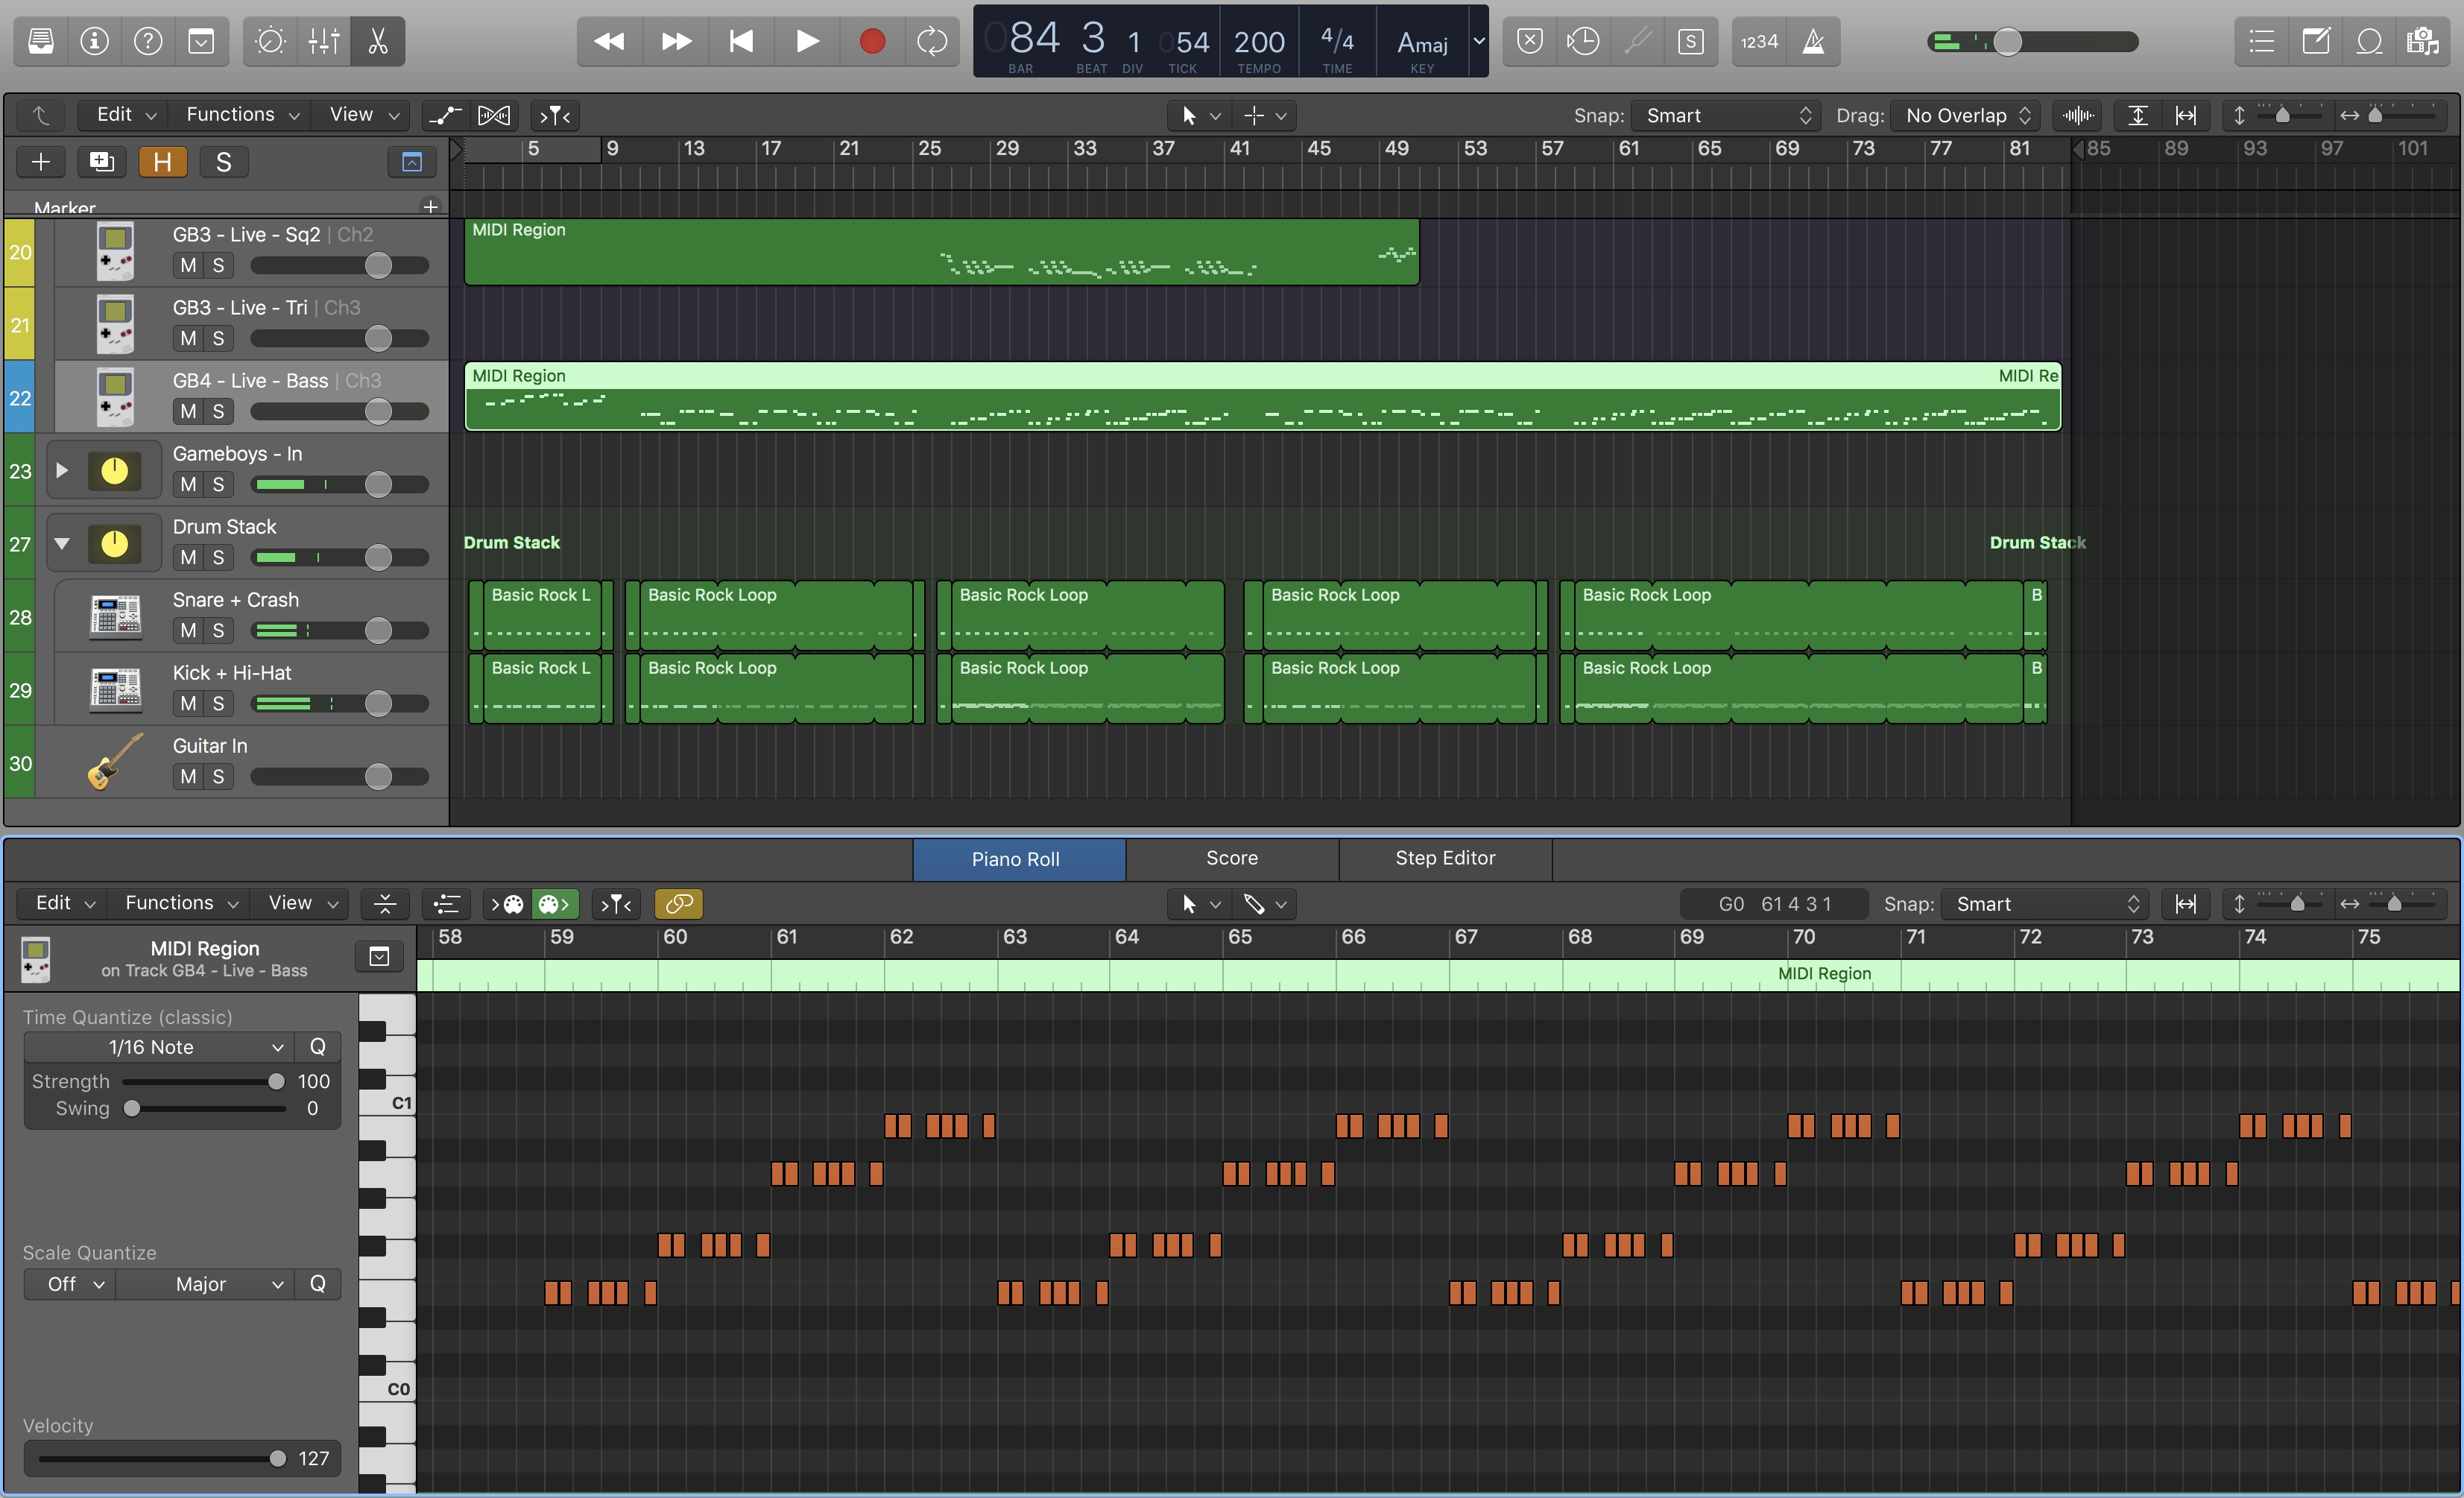 084 3 1 054 200 4/4 Amaj
BAR BEAT DIV TICK TEMPO TIME KEY
S 1234
Edit Functions View Snap: Smart Drag: No Overlap
H S 5 9 13 17 21 25 29 33 37 41 45 49 53 57 61 65 69 73 77 81 85 89 93 97 101
Marker
20 GB3 - Live - Sq2 | Ch2
M S
MIDI Region
21 GB3 - Live - Tri | Ch3
M S
22 GB4 - Live - Bass | Ch3
M S
MIDI Region MIDI Re
23 Gameboys - In
M S
27 Drum Stack
M S
Drum Stack Drum Stack
28 Snare + Crash
M S
Basic Rock L Basic Rock Loop Basic Rock Loop Basic Rock Loop Basic Rock Loop B
29 Kick + Hi-Hat
M S
Basic Rock L Basic Rock Loop Basic Rock Loop Basic Rock Loop Basic Rock Loop B
30 Guitar In
M S
Piano Roll Score Step Editor
Edit Functions View G0 61 4 3 1 Snap: Smart
58 59 60 61 62 63 64 65 66 67 68 69 70 71 72 73 74 75
MIDI Region
on Track GB4 - Live - Bass
MIDI Region
Time Quantize (classic)
1/16 Note Q
Strength 100
Swing 0
C1
Scale Quantize
Off Major Q
C0
Velocity
127